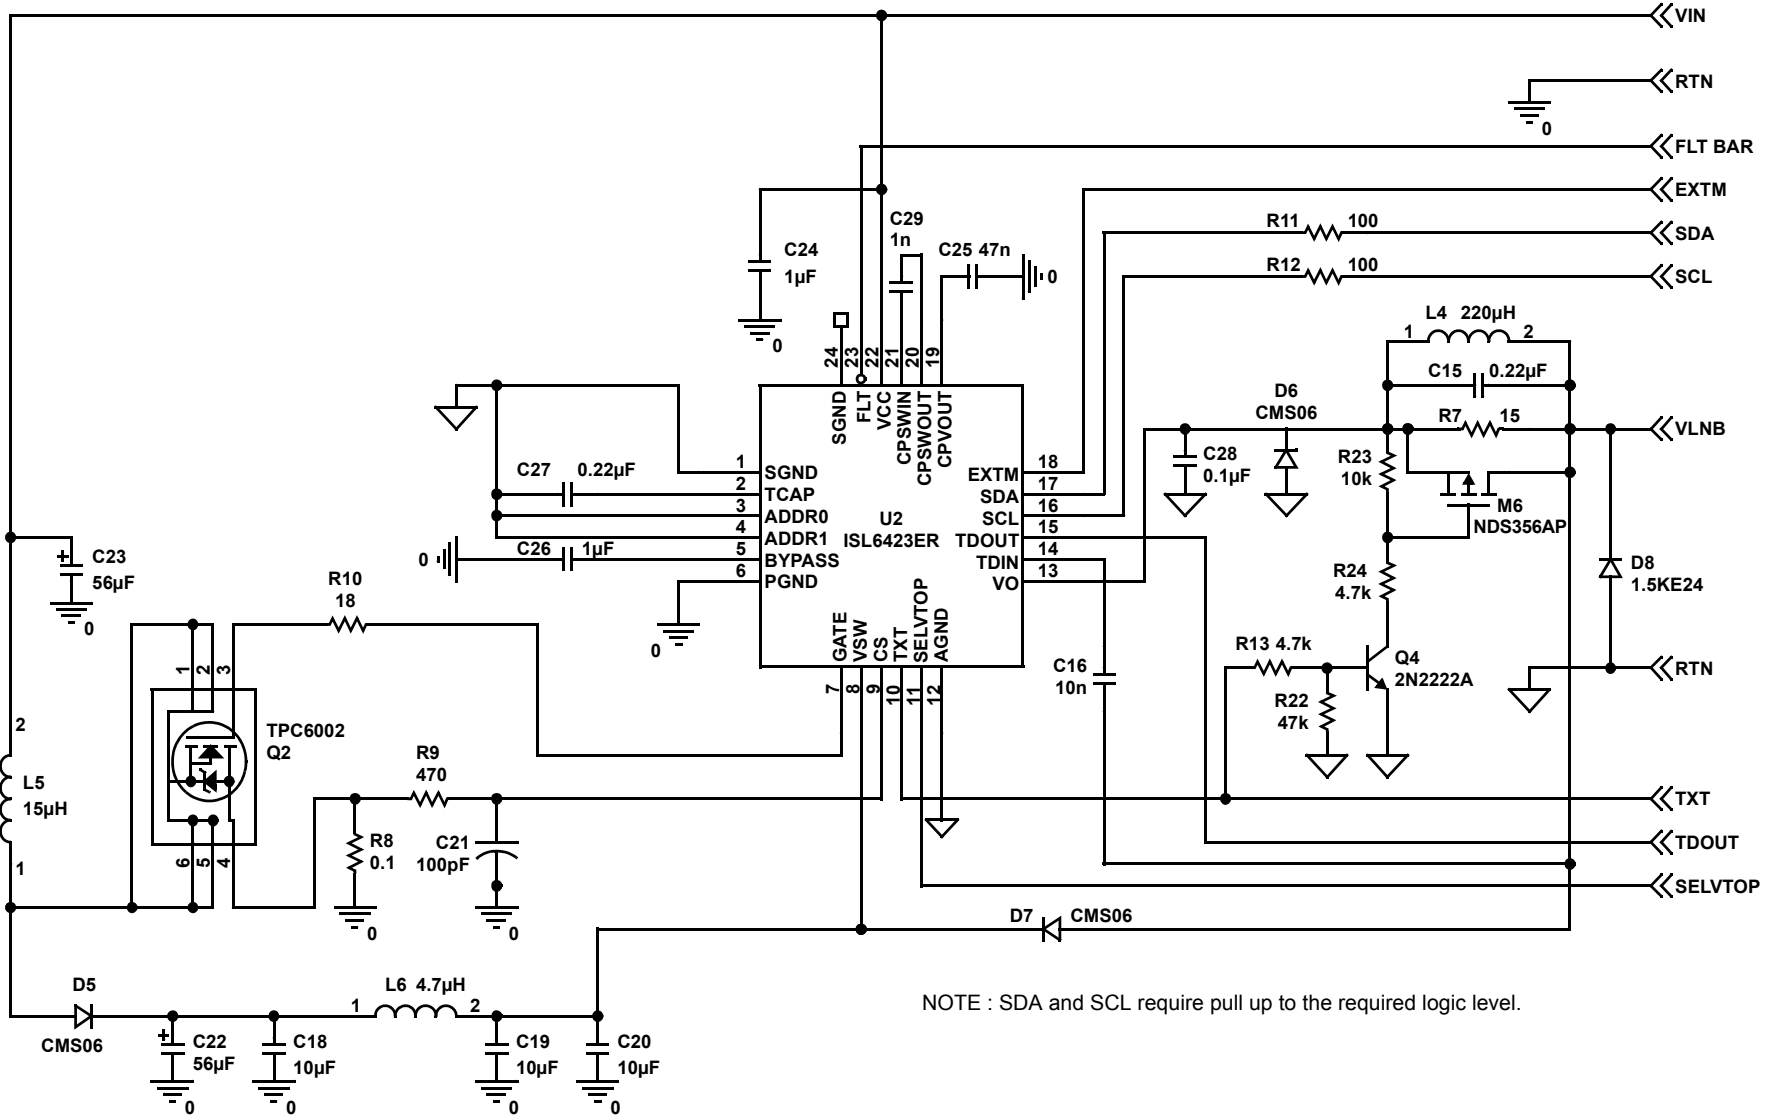 VIN
RTN
0
FLT BAR
EXTM
R11 100
SDA
R12 100
SCL
C24
1µF
0
C29
1n
C25 47n
0
L4 220µH
1 2
C15 0.22µF
R7 15
VLNB
D6
CMS06
C28
0.1µF
R23
10k
M6
NDS356AP
R24
4.7k
D8
1.5KE24
R13 4.7k
Q4
2N2222A
R22
47k
RTN
24 23 22 21 20 19
SGND FLT VCC CPSWIN CPSWOUT CPVOUT
1 SGND
2 TCAP
3 ADDR0
4 ADDR1
5 BYPASS
6 PGND
U2
ISL6423ER
EXTM 18
SDA 17
SCL 16
TDOUT 15
TDIN 14
VO 13
GATE VSW CS TXT SELVTOP AGND
7 8 9 10 11 12
C27 0.22µF
C26 1µF
0
0
C23
56µF
0
R10
18
1 2 3
TPC6002
Q2
6 5 4
2
L5
15µH
1
R9
470
R8
0.1
0
C21
100pF
0
C16
10n
TXT
TDOUT
SELVTOP
D7 CMS06
D5
CMS06
L6 4.7µH
1 2
C22
56µF
0
C18
10µF
0
C19
10µF
0
C20
10µF
0
NOTE : SDA and SCL require pull up to the required logic level.